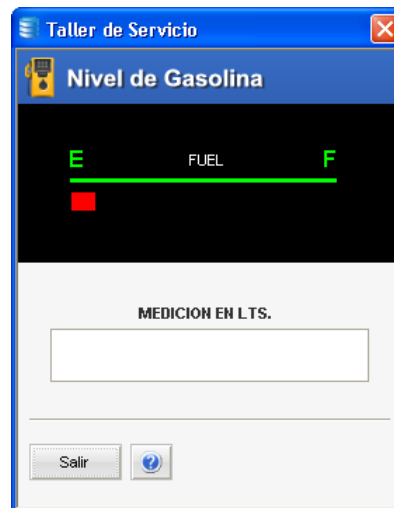 Taller de Servicio
Nivel de Gasolina
E FUEL F
MEDICION EN LTS.
Salir ?